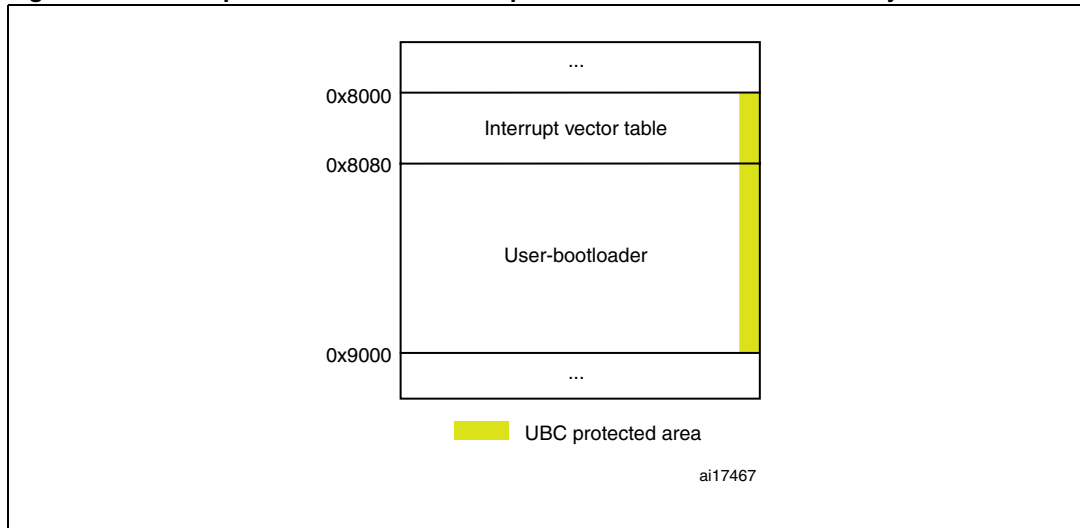 ...
0x8000
Interrupt vector table
0x8080
User-bootloader
0x9000
...
UBC protected area
ai17467